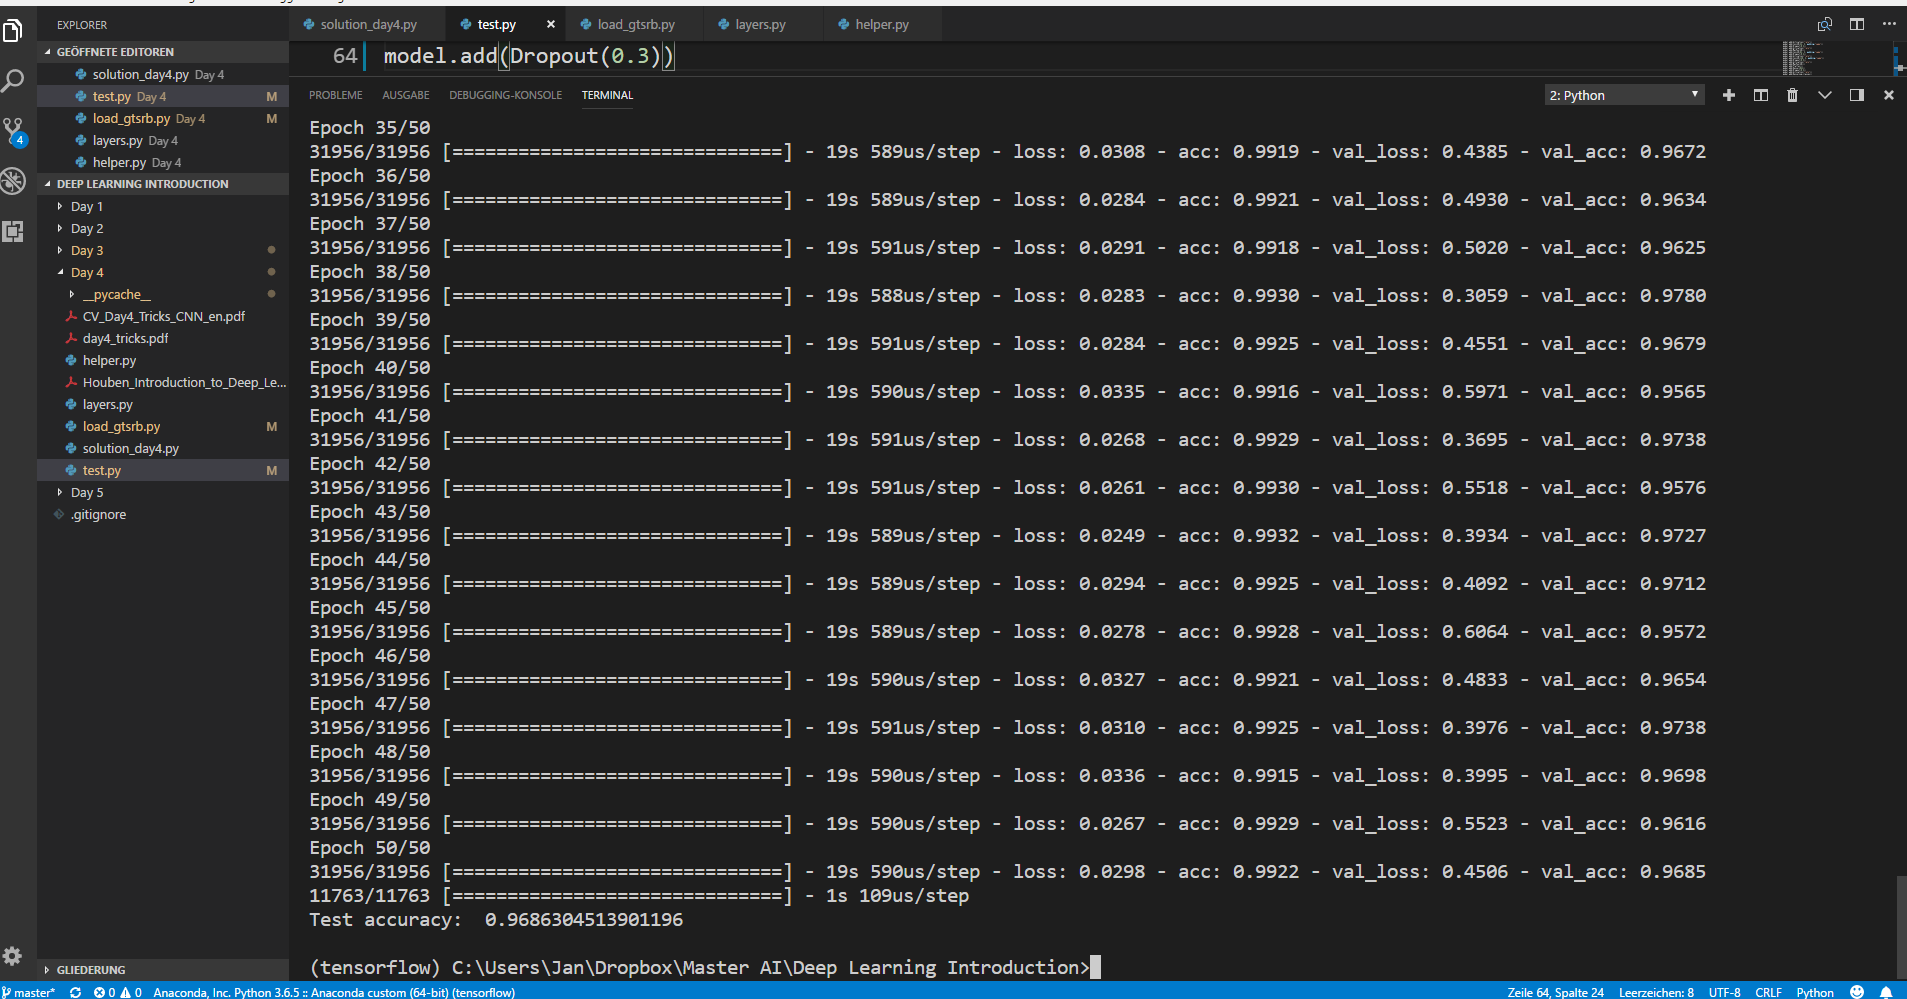 EXPLORER
GEÖFFNETE EDITOREN
solution_day4.py Day 4
test.py Day 4 M
load_gtsrb.py Day 4 M
layers.py Day 4
helper.py Day 4
4
DEEP LEARNING INTRODUCTION
Day 1
Day 2
Day 3
Day 4
__pycache__
CV_Day4_Tricks_CNN_en.pdf
day4_tricks.pdf
helper.py
Houben_Introduction_to_Deep_Le...
layers.py
load_gtsrb.py M
solution_day4.py
test.py M
Day 5
.gitignore
GLIEDERUNG
solution_day4.py test.py load_gtsrb.py layers.py helper.py
64 model.add(Dropout(0.3))
PROBLEME AUSGABE DEBUGGING-KONSOLE TERMINAL 2: Python
Epoch 35/50
31956/31956 [==============================] - 19s 589us/step - loss: 0.0308 - acc: 0.9919 - val_loss: 0.4385 - val_acc: 0.9672
Epoch 36/50
31956/31956 [==============================] - 19s 589us/step - loss: 0.0284 - acc: 0.9921 - val_loss: 0.4930 - val_acc: 0.9634
Epoch 37/50
31956/31956 [==============================] - 19s 591us/step - loss: 0.0291 - acc: 0.9918 - val_loss: 0.5020 - val_acc: 0.9625
Epoch 38/50
31956/31956 [==============================] - 19s 588us/step - loss: 0.0283 - acc: 0.9930 - val_loss: 0.3059 - val_acc: 0.9780
Epoch 39/50
31956/31956 [==============================] - 19s 591us/step - loss: 0.0284 - acc: 0.9925 - val_loss: 0.4551 - val_acc: 0.9679
Epoch 40/50
31956/31956 [==============================] - 19s 590us/step - loss: 0.0335 - acc: 0.9916 - val_loss: 0.5971 - val_acc: 0.9565
Epoch 41/50
31956/31956 [==============================] - 19s 591us/step - loss: 0.0268 - acc: 0.9929 - val_loss: 0.3695 - val_acc: 0.9738
Epoch 42/50
31956/31956 [==============================] - 19s 591us/step - loss: 0.0261 - acc: 0.9930 - val_loss: 0.5518 - val_acc: 0.9576
Epoch 43/50
31956/31956 [==============================] - 19s 589us/step - loss: 0.0249 - acc: 0.9932 - val_loss: 0.3934 - val_acc: 0.9727
Epoch 44/50
31956/31956 [==============================] - 19s 589us/step - loss: 0.0294 - acc: 0.9925 - val_loss: 0.4092 - val_acc: 0.9712
Epoch 45/50
31956/31956 [==============================] - 19s 589us/step - loss: 0.0278 - acc: 0.9928 - val_loss: 0.6064 - val_acc: 0.9572
Epoch 46/50
31956/31956 [==============================] - 19s 590us/step - loss: 0.0327 - acc: 0.9921 - val_loss: 0.4833 - val_acc: 0.9654
Epoch 47/50
31956/31956 [==============================] - 19s 591us/step - loss: 0.0310 - acc: 0.9925 - val_loss: 0.3976 - val_acc: 0.9738
Epoch 48/50
31956/31956 [==============================] - 19s 590us/step - loss: 0.0336 - acc: 0.9915 - val_loss: 0.3995 - val_acc: 0.9698
Epoch 49/50
31956/31956 [==============================] - 19s 590us/step - loss: 0.0267 - acc: 0.9929 - val_loss: 0.5523 - val_acc: 0.9616
Epoch 50/50
31956/31956 [==============================] - 19s 590us/step - loss: 0.0298 - acc: 0.9922 - val_loss: 0.4506 - val_acc: 0.9685
11763/11763 [==============================] - 1s 109us/step
Test accuracy:  0.9686304513901196
(tensorflow) C:\Users\Jan\Dropbox\Master AI\Deep Learning Introduction>
master* 0 0 Anaconda, Inc. Python 3.6.5 :: Anaconda custom (64-bit) (tensorflow) Zeile 64, Spalte 24 Leerzeichen: 8 UTF-8 CRLF Python